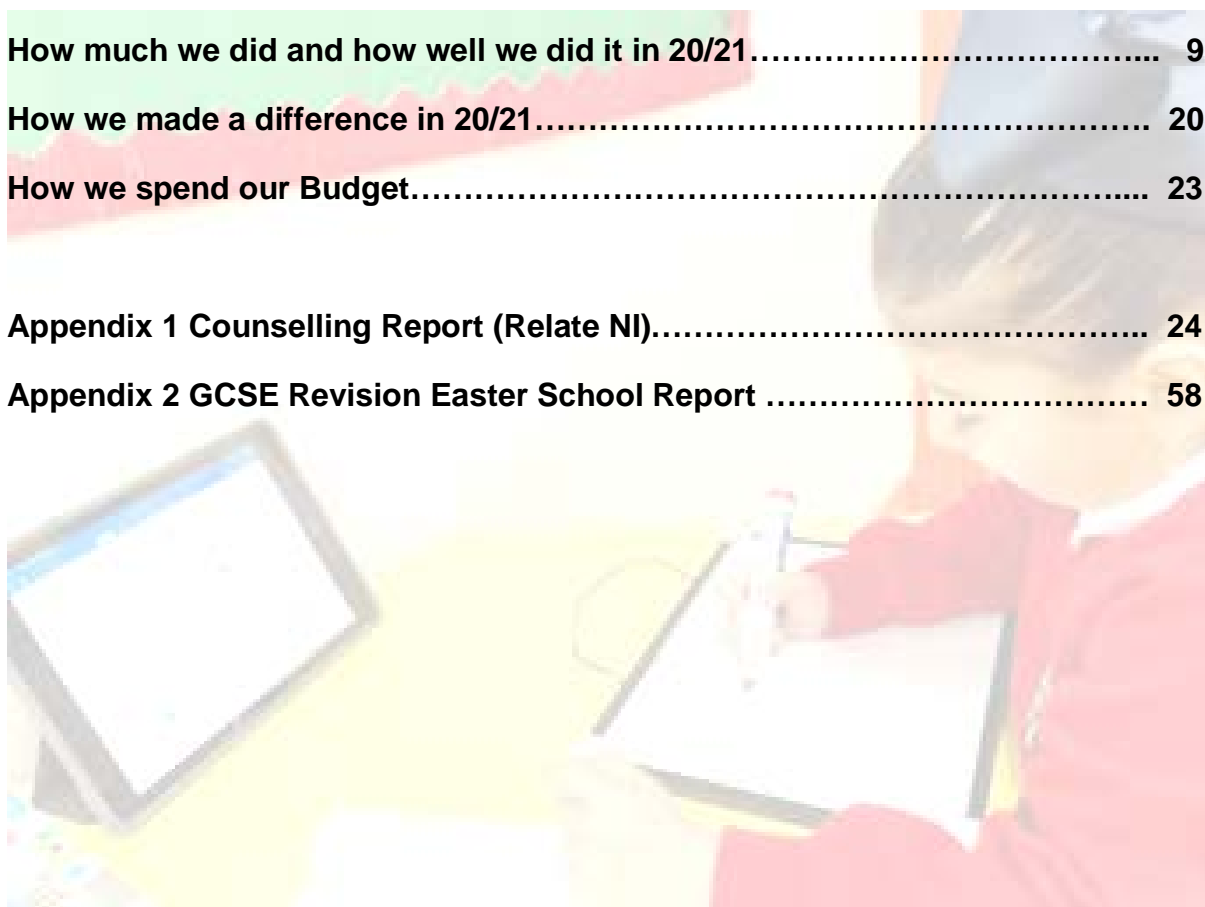 How much we did and how well we did it in 20/21…………………………………... 9
How we made a difference in 20/21…………………………………………………. 20
How we spend our Budget…………………………………………………………….... 23
Appendix 1 Counselling Report (Relate NI)……………………………………….. 24
Appendix 2 GCSE Revision Easter School Report ……………………………… 58